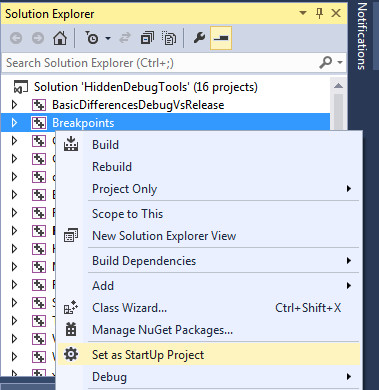 Solution Explorer
Notifications
Search Solution Explorer (Ctrl+;)
Solution 'HiddenDebugTools' (16 projects)
BasicDifferencesDebugVsRelease
Breakpoints
Build
Rebuild
Project Only
Scope to This
New Solution Explorer View
Build Dependencies
Add
Class Wizard... Ctrl+Shift+X
Manage NuGet Packages...
Set as StartUp Project
Debug